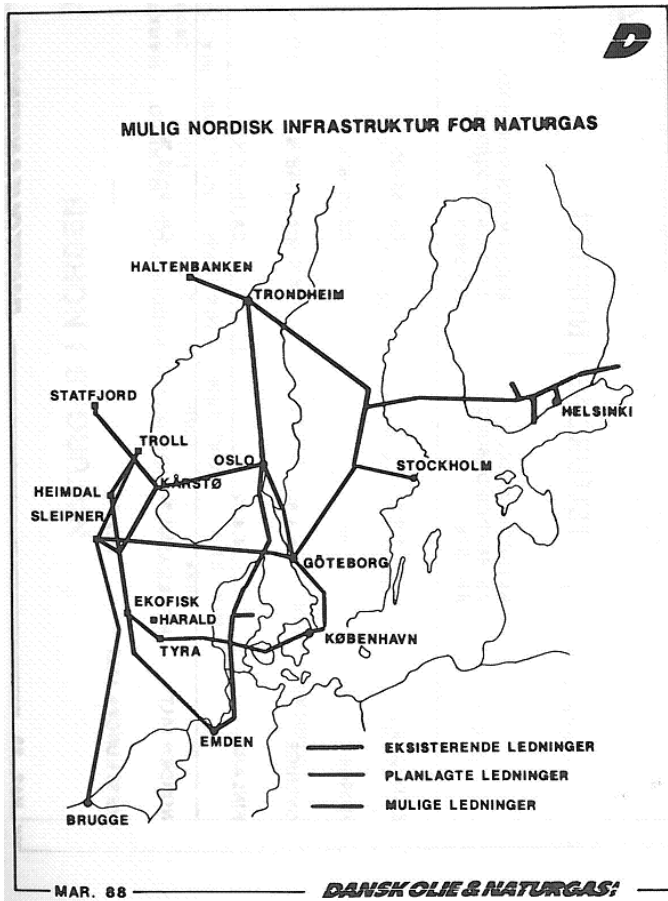 D
MULIG NORDISK INFRASTRUKTUR FOR NATURGAS
HALTENBANKEN
TRONDHEIM
STATFJORD
TROLL
OSLO
HELSINKI
STOCKHOLM
HEIMDAL
KÅRSTØ
SLEIPNER
GÖTEBORG
EKOFISK
HARALD
TYRA
KØBENHAVN
EMDEN
BRUGGE
EKSISTERENDE LEDNINGER
PLANLAGTE LEDNINGER
MULIGE LEDNINGER
MAR. 88
DANSK OLIE & NATURGAS